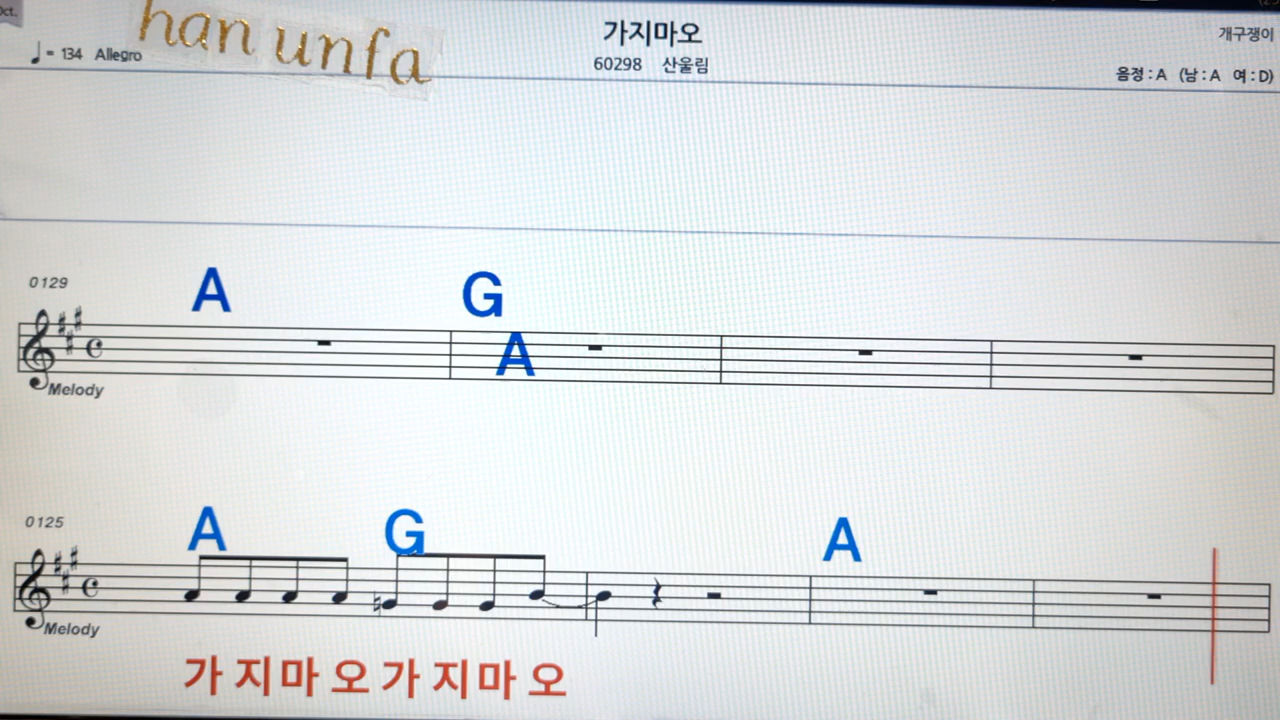 Oct.
han unfa
♩= 134 Allegro
가지마오
60298 산울림
개구쟁이
음정 : A (남 : A 여 : D)
0129
A G
A
Melody
0125
A G A
Melody
가 지 마 오 가 지 마 오